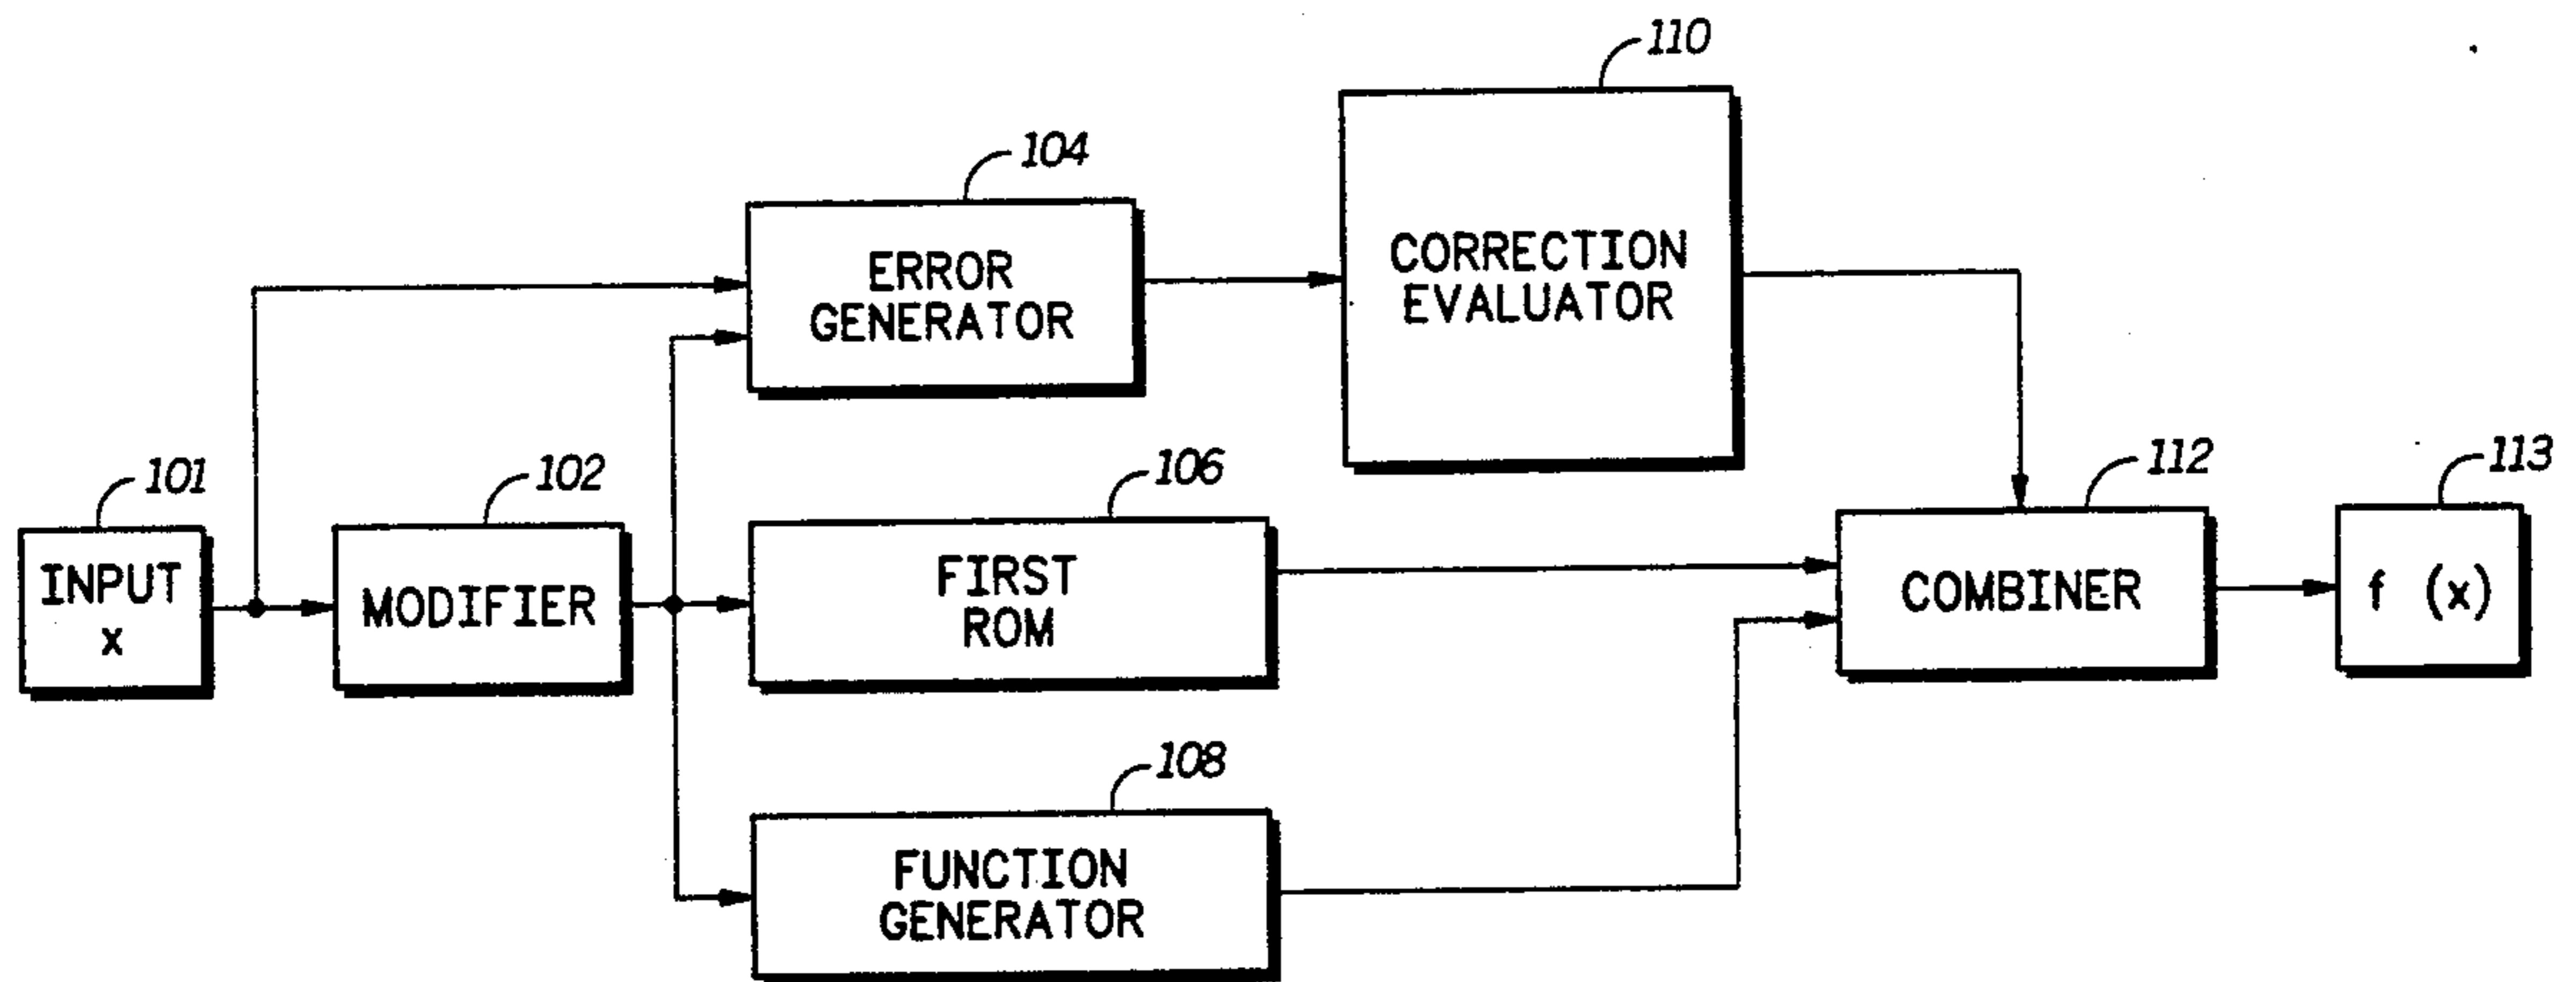 110
104
CORRECTION
EVALUATOR
ERROR
GENERATOR
101
102
106
112
113
INPUT
x
MODIFIER
FIRST
ROM
COMBINER
f (x)
108
FUNCTION
GENERATOR